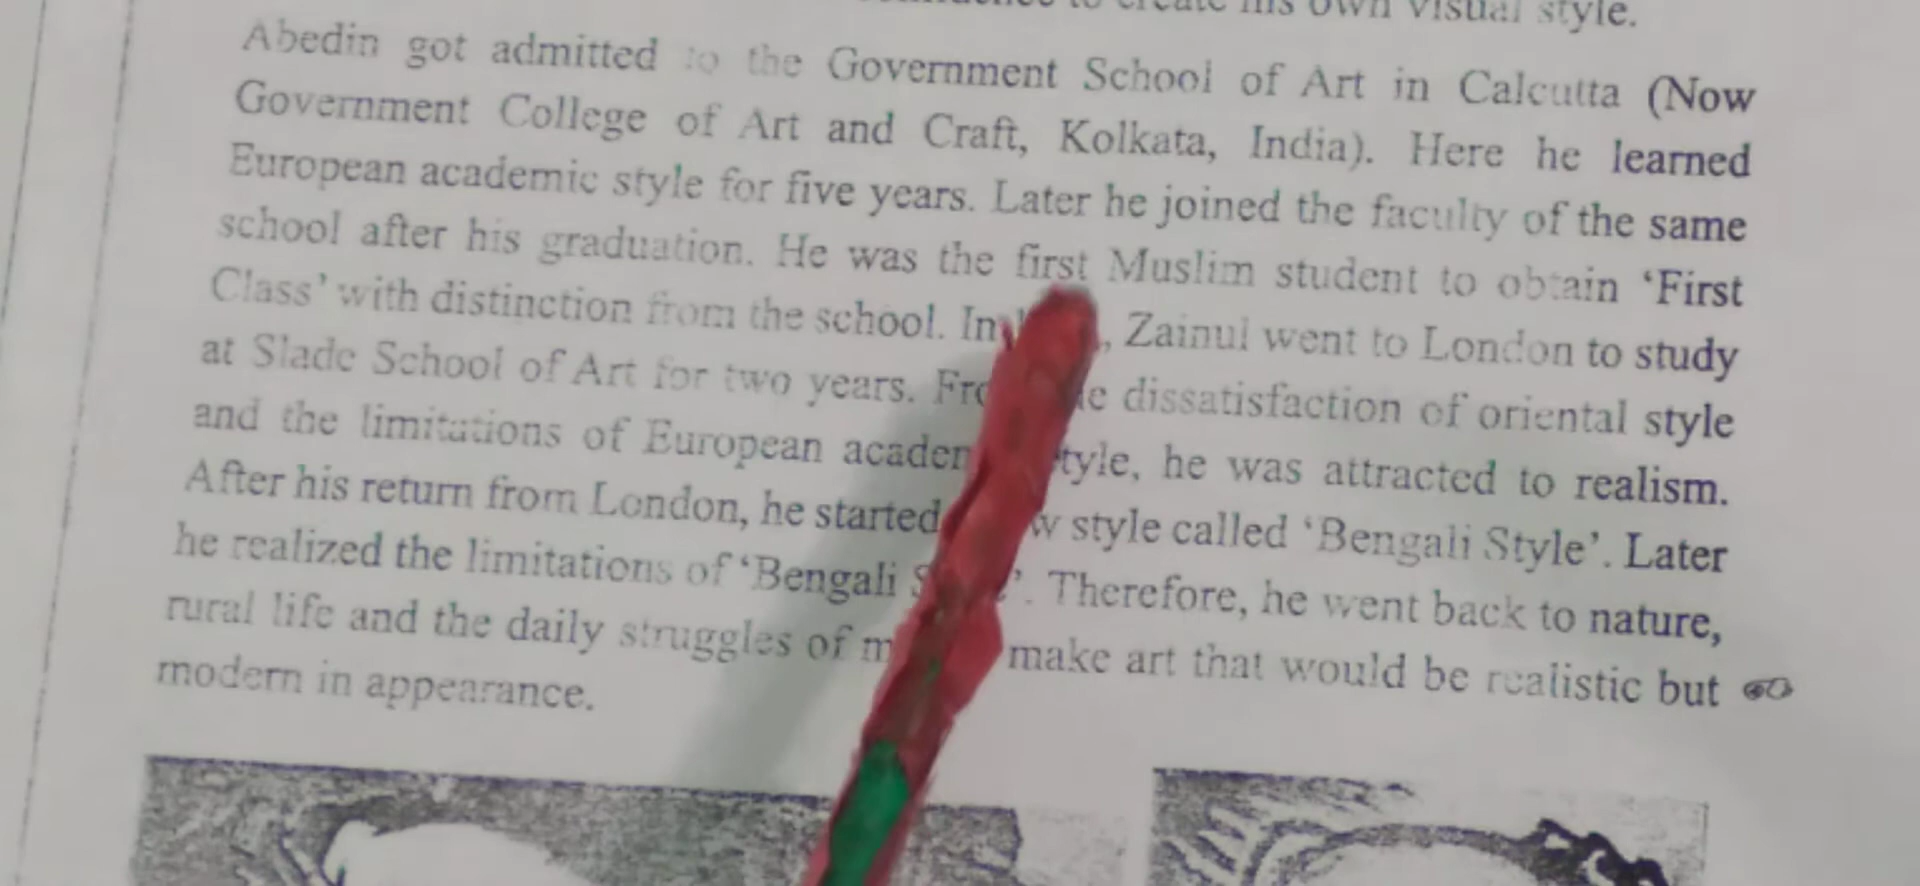 to create his own visual style.
Abedin got admitted to the Government School of Art in Calcutta (Now
Government College of Art and Craft, Kolkata, India). Here he learned
European academic style for five years. Later he joined the faculty of the same
school after his graduation. He was the first Muslim student to obtain ‘First
Class’ with distinction from the school. In , Zainul went to London to study
at Slade School of Art for two years. dissatisfaction of oriental style
and the limitations of European he was attracted to realism.
After his return from London, he started style called ‘Bengali Style’. Later
he realized the limitations of ‘Bengali ’. Therefore, he went back to nature,
rural life and the daily struggles of make art that would be realistic but
modern in appearance.